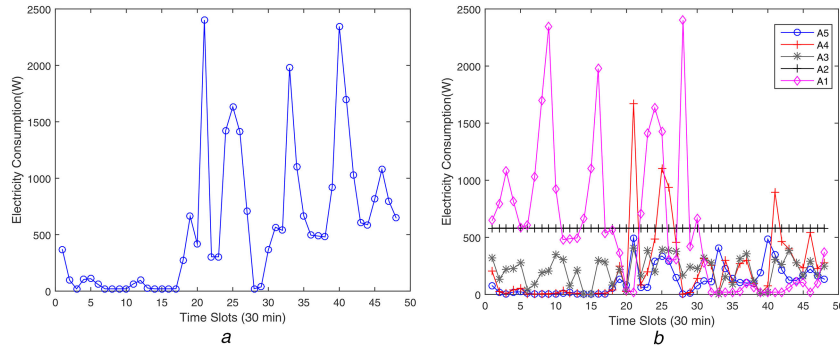 2500
2000
1500
1000
500
0
Electricity Consumption(W)
0 5 10 15 20 25 30 35 40 45 50
Time Slots (30 min)
a
2500
2000
1500
1000
500
0
Electricity Consumption(W)
0 5 10 15 20 25 30 35 40 45 50
Time Slots (30 min)
b
A5
A4
A3
A2
A1